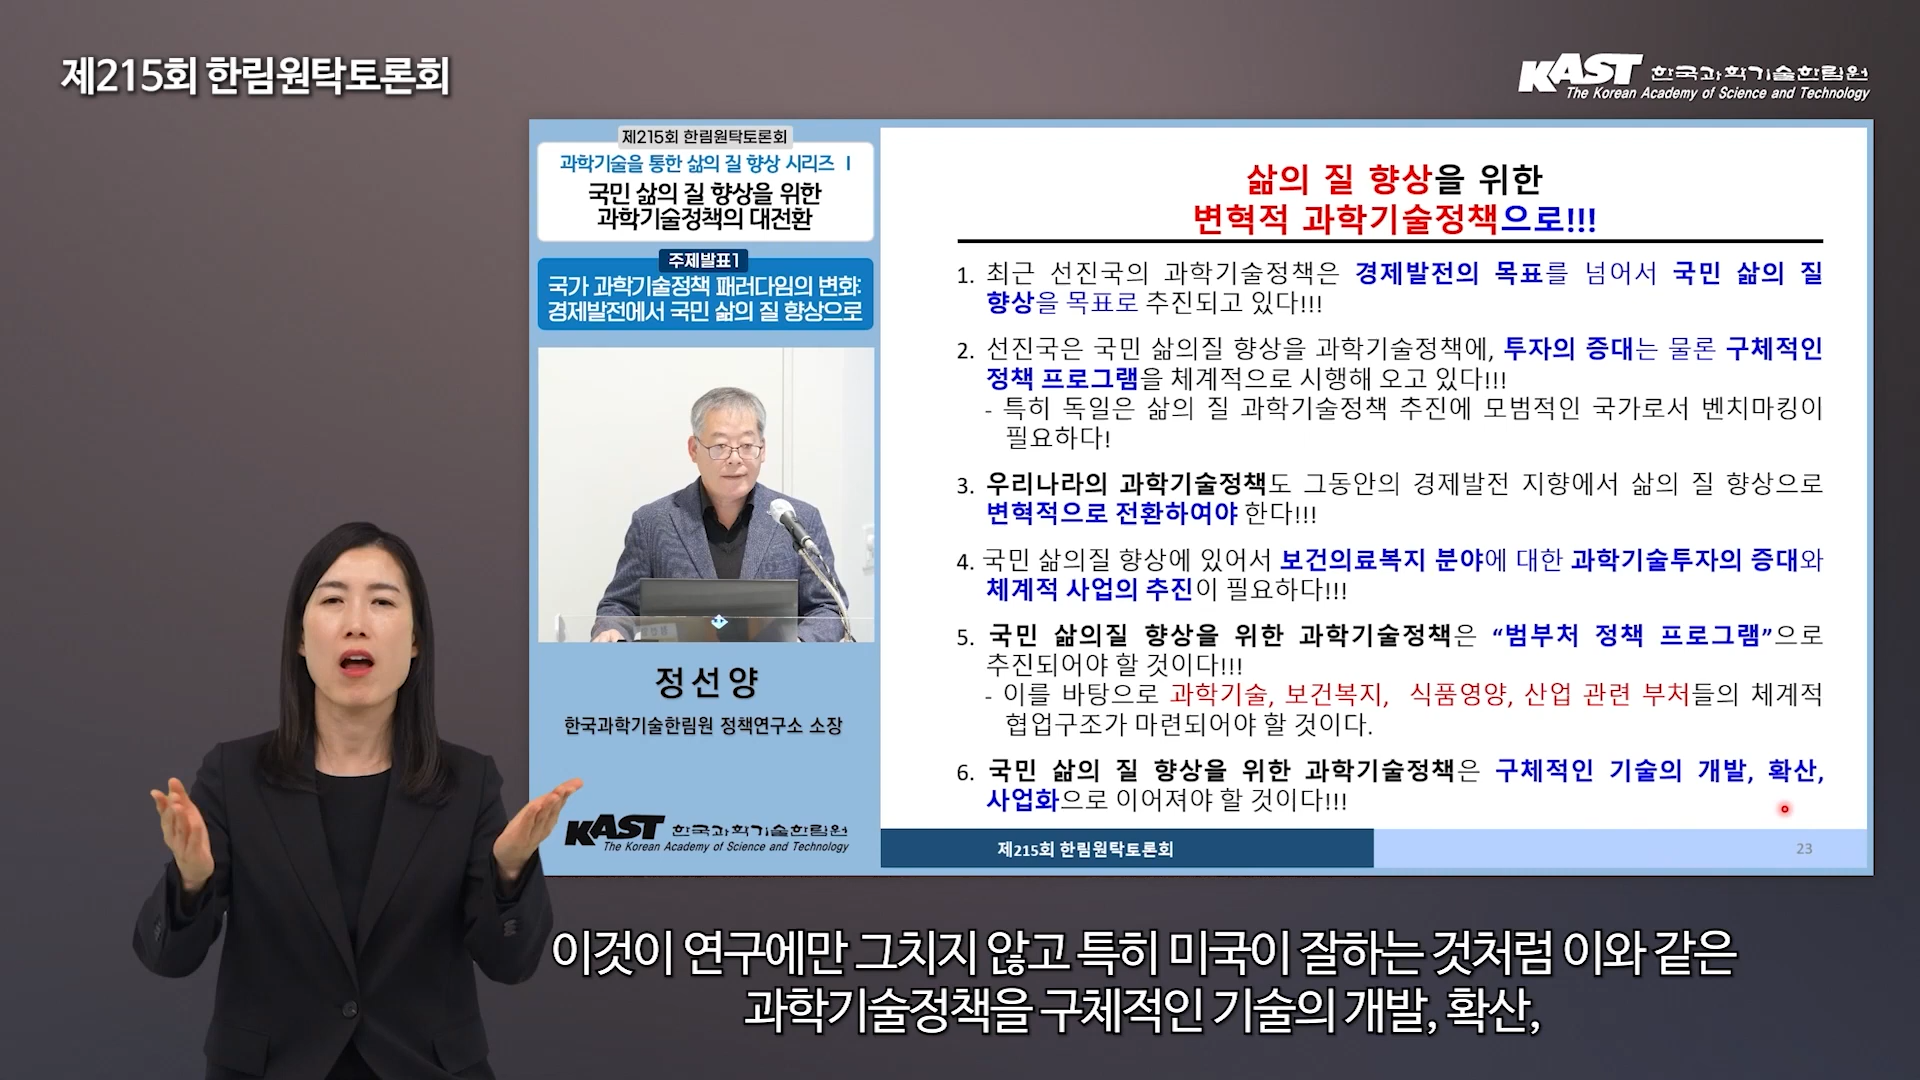 제215회 한림원탁토론회
KAST 한국과학기술한림원
The Korean Academy of Science and Technology
제215회 한림원탁토론회
과학기술을 통한 삶의 질 향상 시리즈 Ⅰ
국민 삶의 질 향상을 위한
과학기술정책의 대전환
주제발표1
국가 과학기술정책 패러다임의 변화:
경제발전에서 국민 삶의 질 향상으로
정선양
한국과학기술한림원 정책연구소 소장
KAST 한국과학기술한림원
The Korean Academy of Science and Technology
삶의 질 향상을 위한
변혁적 과학기술정책으로!!!
1. 최근 선진국의 과학기술정책은 경제발전의 목표를 넘어서 국민 삶의 질
향상을 목표로 추진되고 있다!!!
2. 선진국은 국민 삶의질 향상을 과학기술정책에, 투자의 증대는 물론 구체적인
정책 프로그램을 체계적으로 시행해 오고 있다!!!
- 특히 독일은 삶의 질 과학기술정책 추진에 모범적인 국가로서 벤치마킹이
필요하다!
3. 우리나라의 과학기술정책도 그동안의 경제발전 지향에서 삶의 질 향상으로
변혁적으로 전환하여야 한다!!!
4. 국민 삶의질 향상에 있어서 보건의료복지 분야에 대한 과학기술투자의 증대와
체계적 사업의 추진이 필요하다!!!
5. 국민 삶의질 향상을 위한 과학기술정책은 “범부처 정책 프로그램”으로
추진되어야 할 것이다!!!
- 이를 바탕으로 과학기술, 보건복지, 식품영양, 산업 관련 부처들의 체계적
협업구조가 마련되어야 할 것이다.
6. 국민 삶의 질 향상을 위한 과학기술정책은 구체적인 기술의 개발, 확산,
사업화으로 이어져야 할 것이다!!!
제215회 한림원탁토론회
23
이것이 연구에만 그치지 않고 특히 미국이 잘하는 것처럼 이와 같은
과학기술정책을 구체적인 기술의 개발, 확산,